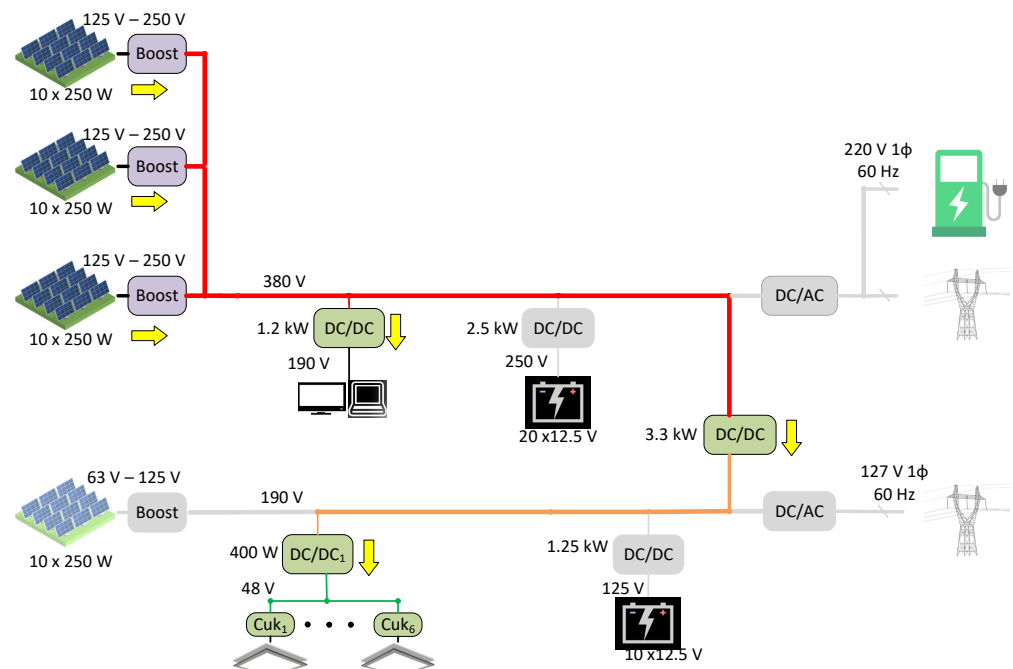 125 V – 250 V
Boost
10 x 250 W
125 V – 250 V
Boost
10 x 250 W
220 V 1ϕ
60 Hz
125 V – 250 V
Boost
10 x 250 W
380 V
DC/AC
1.2 kW
DC/DC
190 V
2.5 kW
DC/DC
250 V
20 x12.5 V
3.3 kW
DC/DC
63 V – 125 V
Boost
10 x 250 W
190 V
DC/AC
127 V 1ϕ
60 Hz
400 W
DC/DC₁
48 V
Cuk₁
• • •
Cuk₆
1.25 kW
DC/DC
125 V
10 x12.5 V